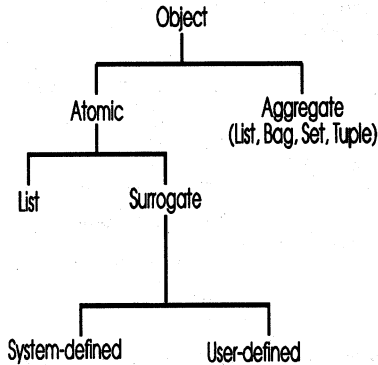 Object
Atomic
Aggregate
(List, Bag, Set, Tuple)
List
Surrogate
System-defined
User-defined